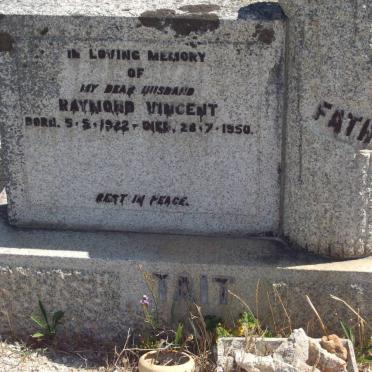 IN LOVING MEMORY
OF
MY DEAR HUSBAND
RAYMOND VINCENT
BORN. 5-5-1922 - DIED. 28-7-1950.
REST IN PEACE.
TAIT
FATH